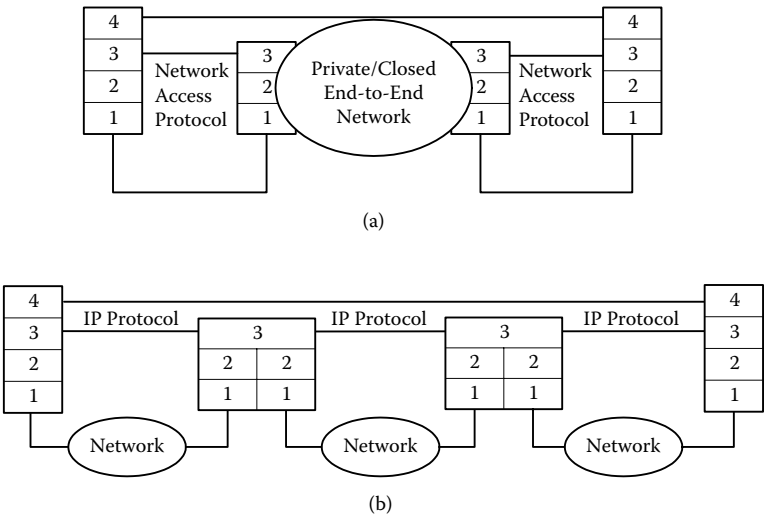 4 4
3 3 3 3
Network Access Protocol
Private/Closed End-to-End Network
Network Access Protocol
2 2 2 2
1 1 1 1
(a)
4 4
IP Protocol IP Protocol IP Protocol
3 3 3 3
2 2 2 2 2 2
1 1 1 1 1 1
Network Network Network
(b)